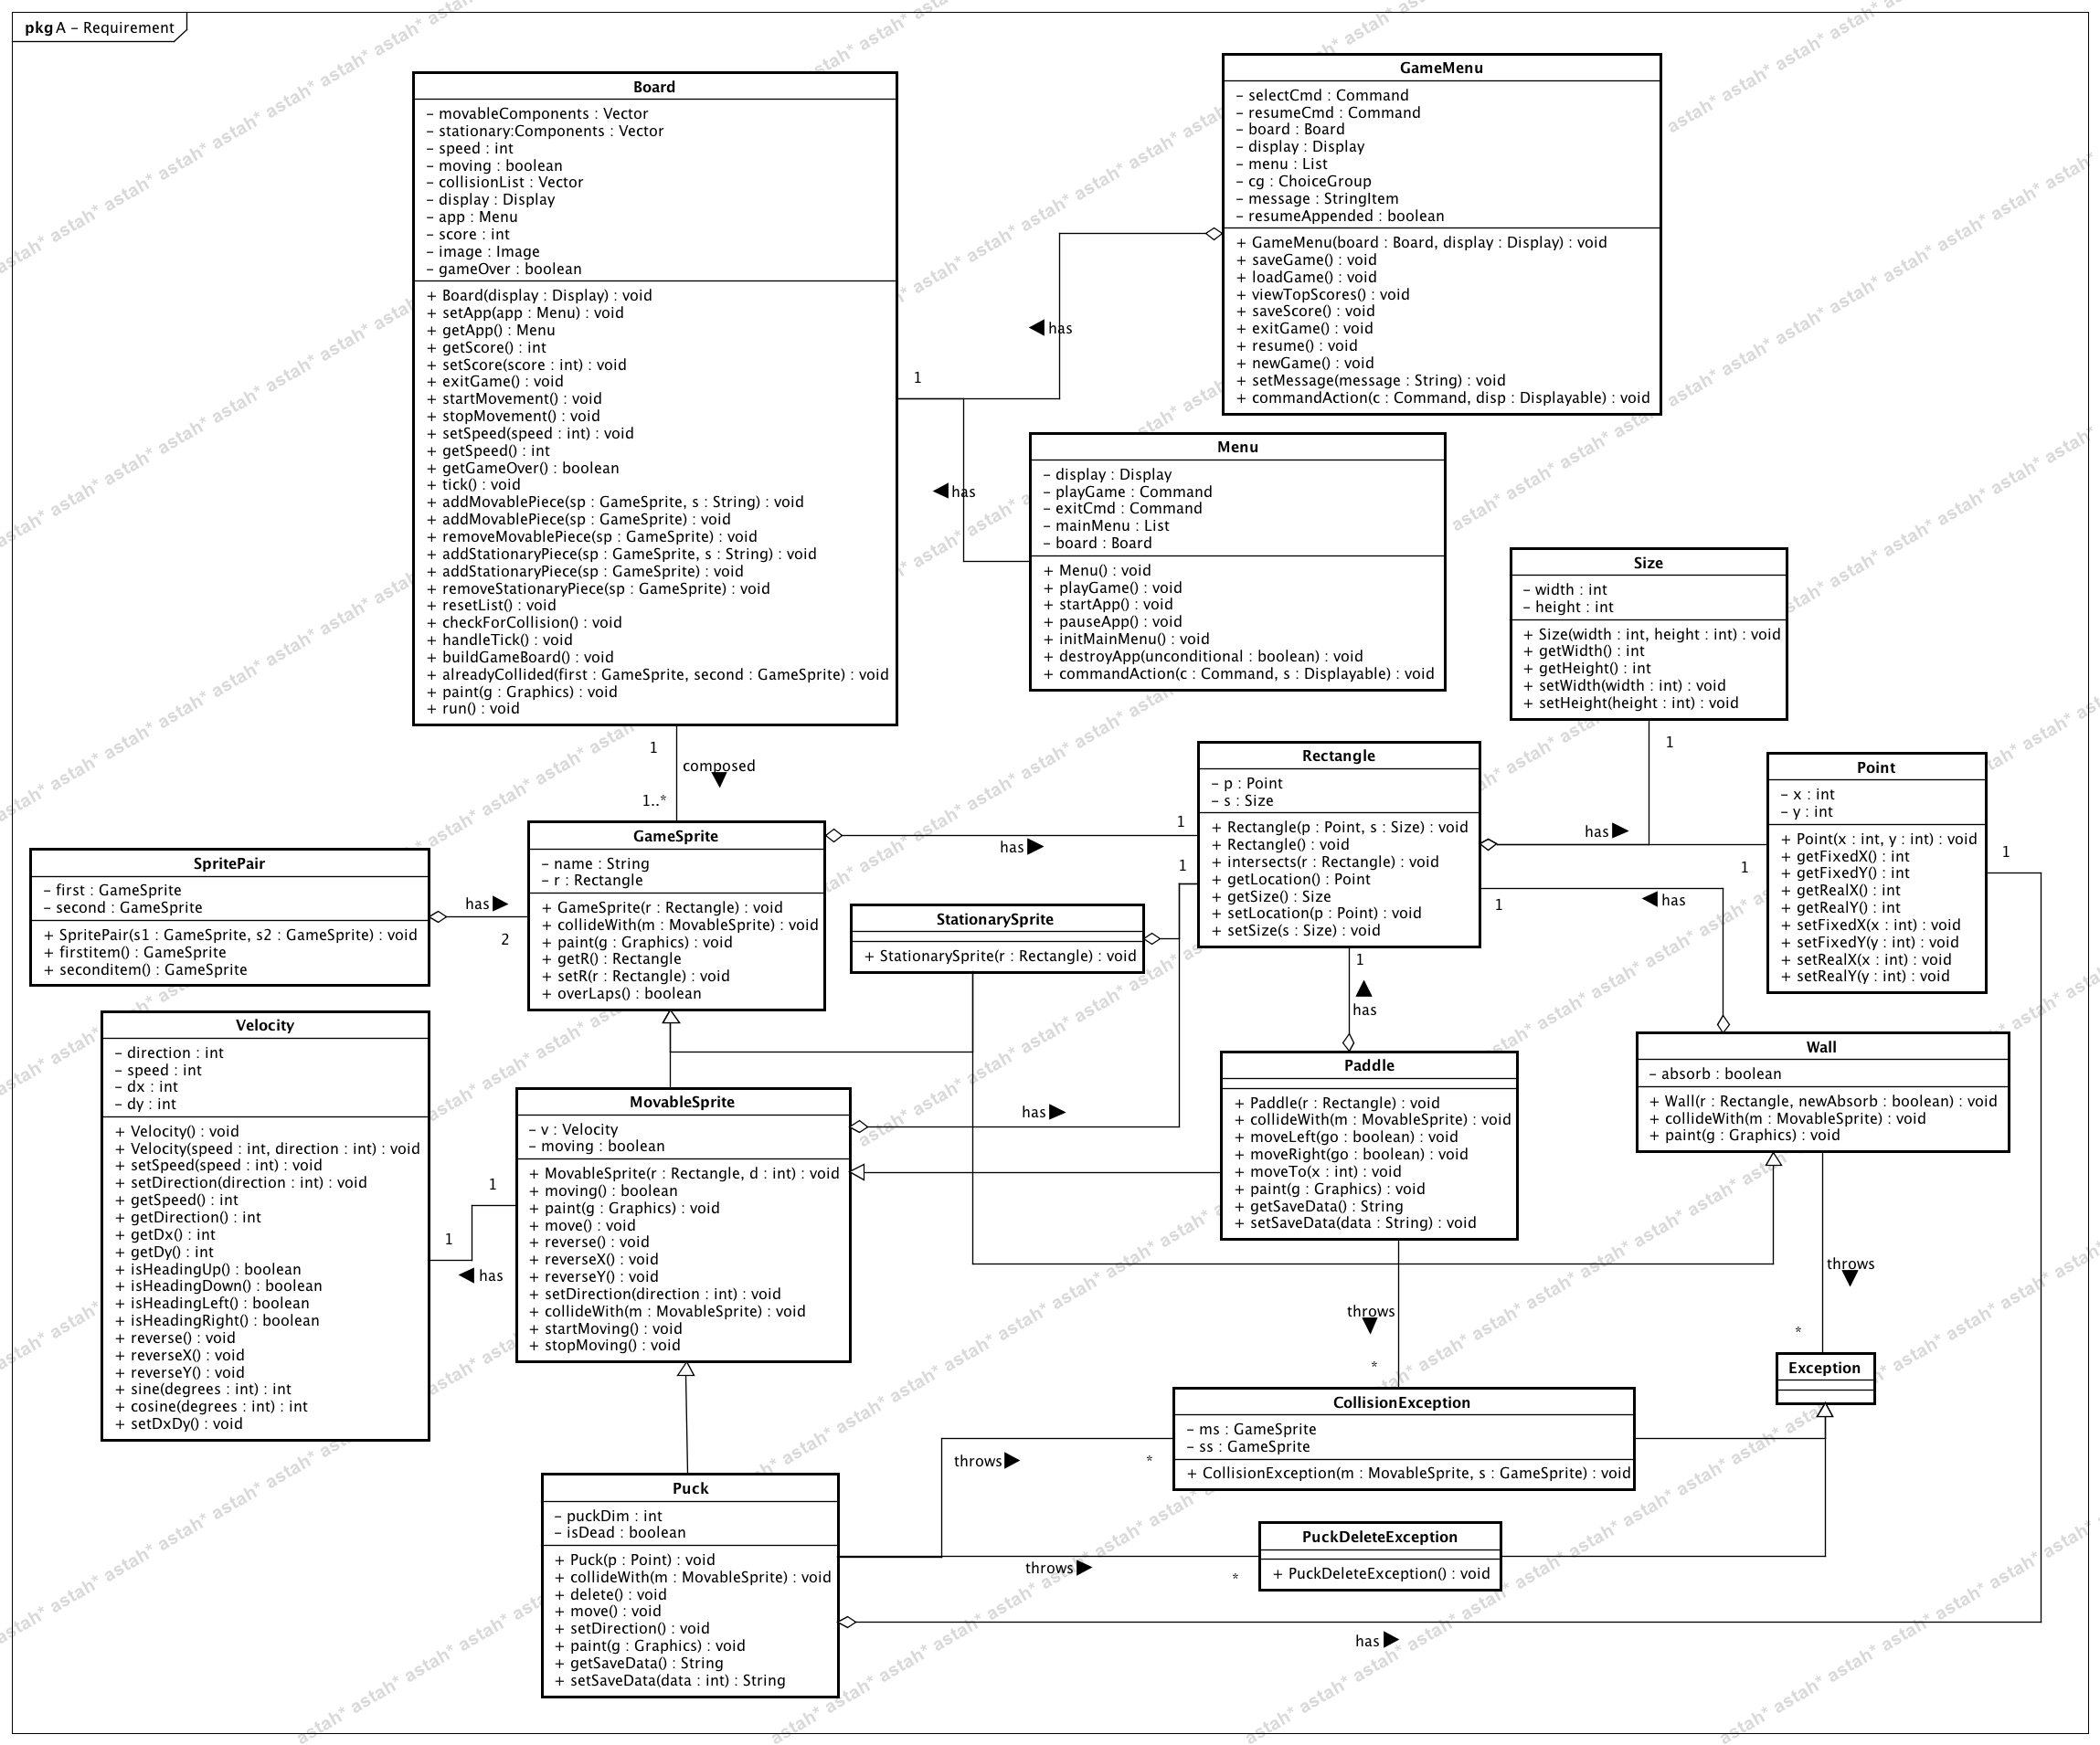 pkg A - Requirement
Board
- movableComponents : Vector
- stationary:Components : Vector
- speed : int
- moving : boolean
- collisionList : Vector
- display : Display
- app : Menu
- score : int
- image : Image
- gameOver : boolean
+ Board(display : Display) : void
+ setApp(app : Menu) : void
+ getApp() : Menu
+ getScore() : int
+ setScore(score : int) : void
+ exitGame() : void
+ startMovement() : void
+ stopMovement() : void
+ setSpeed(speed : int) : void
+ getSpeed() : int
+ getGameOver() : boolean
+ tick() : void
+ addMovablePiece(sp : GameSprite, s : String) : void
+ addMovablePiece(sp : GameSprite) : void
+ removeMovablePiece(sp : GameSprite) : void
+ addStationaryPiece(sp : GameSprite, s : String) : void
+ addStationaryPiece(sp : GameSprite) : void
+ removeStationaryPiece(sp : GameSprite) : void
+ resetList() : void
+ checkForCollision() : void
+ handleTick() : void
+ buildGameBoard() : void
+ alreadyCollided(first : GameSprite, second : GameSprite) : void
+ paint(g : Graphics) : void
+ run() : void
GameMenu
- selectCmd : Command
- resumeCmd : Command
- board : Board
- display : Display
- menu : List
- cg : ChoiceGroup
- message : StringItem
- resumeAppended : boolean
+ GameMenu(board : Board, display : Display) : void
+ saveGame() : void
+ loadGame() : void
+ viewTopScores() : void
+ saveScore() : void
+ exitGame() : void
+ resume() : void
+ newGame() : void
+ setMessage(message : String) : void
+ commandAction(c : Command, disp : Displayable) : void
has
1
has
Menu
- display : Display
- playGame : Command
- exitCmd : Command
- mainMenu : List
- board : Board
+ Menu() : void
+ playGame() : void
+ startApp() : void
+ pauseApp() : void
+ initMainMenu() : void
+ destroyApp(unconditional : boolean) : void
+ commandAction(c : Command, s : Displayable) : void
Size
- width : int
- height : int
+ Size(width : int, height : int) : void
+ getWidth() : int
+ getHeight() : int
+ setWidth(width : int) : void
+ setHeight(height : int) : void
1
1
composed
1..*
Rectangle
- p : Point
- s : Size
+ Rectangle(p : Point, s : Size) : void
+ Rectangle() : void
+ intersects(r : Rectangle) : void
+ getLocation() : Point
+ getSize() : Size
+ setLocation(p : Point) : void
+ setSize(s : Size) : void
has
1
Point
- x : int
- y : int
+ Point(x : int, y : int) : void
+ getFixedX() : int
+ getFixedY() : int
+ getRealX() : int
+ getRealY() : int
+ setFixedX(x : int) : void
+ setFixedY(y : int) : void
+ setRealX(x : int) : void
+ setRealY(y : int) : void
1
GameSprite
- name : String
- r : Rectangle
+ GameSprite(r : Rectangle) : void
+ collideWith(m : MovableSprite) : void
+ paint(g : Graphics) : void
+ getR() : Rectangle
+ setR(r : Rectangle) : void
+ overLaps() : boolean
1
has
1
SpritePair
- first : GameSprite
- second : GameSprite
+ SpritePair(s1 : GameSprite, s2 : GameSprite) : void
+ firstitem() : GameSprite
+ seconditem() : GameSprite
has
2
StationarySprite
+ StationarySprite(r : Rectangle) : void
1
has
1
has
Velocity
- direction : int
- speed : int
- dx : int
- dy : int
+ Velocity() : void
+ Velocity(speed : int, direction : int) : void
+ setSpeed(speed : int) : void
+ setDirection(direction : int) : void
+ getSpeed() : int
+ getDirection() : int
+ getDx() : int
+ getDy() : int
+ isHeadingUp() : boolean
+ isHeadingDown() : boolean
+ isHeadingLeft() : boolean
+ isHeadingRight() : boolean
+ reverse() : void
+ reverseX() : void
+ reverseY() : void
+ sine(degrees : int) : int
+ cosine(degrees : int) : int
+ setDxDy() : void
1
1
has
MovableSprite
- v : Velocity
- moving : boolean
+ MovableSprite(r : Rectangle, d : int) : void
+ moving() : boolean
+ paint(g : Graphics) : void
+ move() : void
+ reverse() : void
+ reverseX() : void
+ reverseY() : void
+ setDirection(direction : int) : void
+ collideWith(m : MovableSprite) : void
+ startMoving() : void
+ stopMoving() : void
has
Paddle
+ Paddle(r : Rectangle) : void
+ collideWith(m : MovableSprite) : void
+ moveLeft(go : boolean) : void
+ moveRight(go : boolean) : void
+ moveTo(x : int) : void
+ paint(g : Graphics) : void
+ getSaveData() : String
+ setSaveData(data : String) : void
Wall
- absorb : boolean
+ Wall(r : Rectangle, newAbsorb : boolean) : void
+ collideWith(m : MovableSprite) : void
+ paint(g : Graphics) : void
throws
*
throws
*
Exception
CollisionException
- ms : GameSprite
- ss : GameSprite
+ CollisionException(m : MovableSprite, s : GameSprite) : void
throws
*
Puck
- puckDim : int
- isDead : boolean
+ Puck(p : Point) : void
+ collideWith(m : MovableSprite) : void
+ delete() : void
+ move() : void
+ setDirection() : void
+ paint(g : Graphics) : void
+ getSaveData() : String
+ setSaveData(data : int) : String
PuckDeleteException
+ PuckDeleteException() : void
throws
*
has